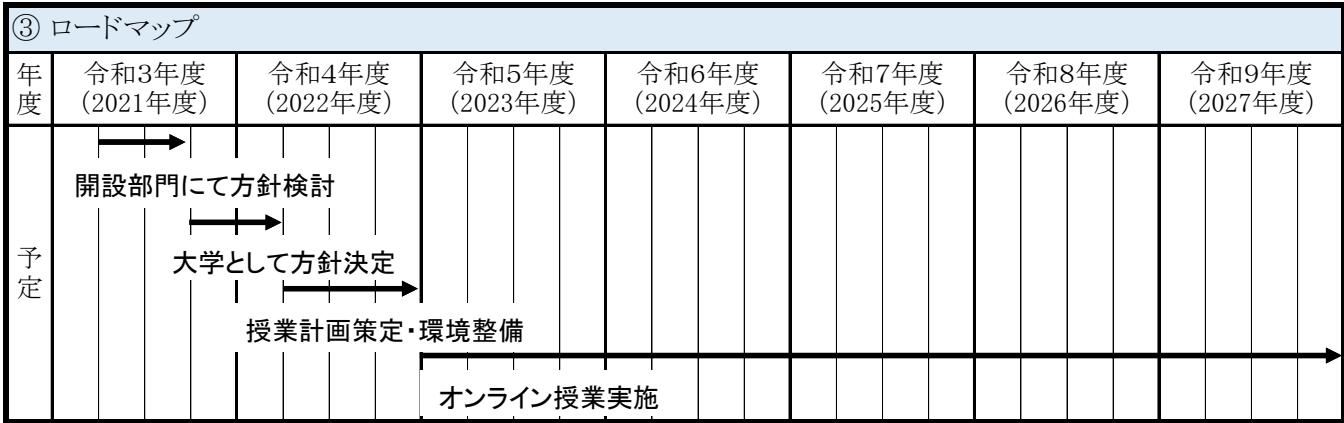 ③ ロードマップ
年度
令和3年度
(2021年度)
令和4年度
(2022年度)
令和5年度
(2023年度)
令和6年度
(2024年度)
令和7年度
(2025年度)
令和8年度
(2026年度)
令和9年度
(2027年度)
予定
開設部門にて方針検討
大学として方針決定
授業計画策定・環境整備
オンライン授業実施